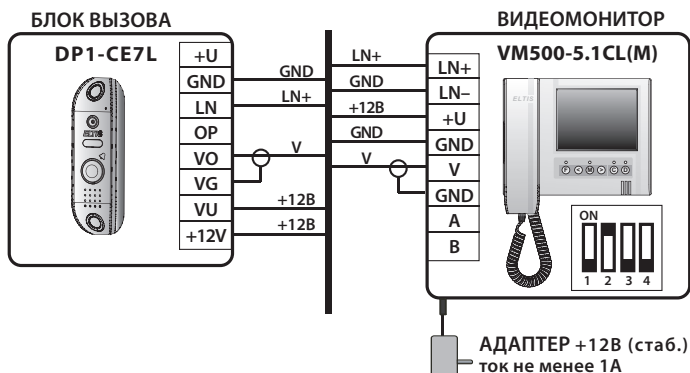 БЛОК ВЫЗОВА
DP1-CE7L
ELTIS
+U
GND
LN
OP
VO
VG
VU
+12V
GND
LN+
V
+12В
+12В
LN+
GND
+12В
GND
V
ВИДЕОМОНИТОР
VM500-5.1CL(M)
LN+
LN–
+U
GND
V
GND
A
B
ELTIS
ON
1 2 3 4
АДАПТЕР +12В (стаб.)
ток не менее 1А